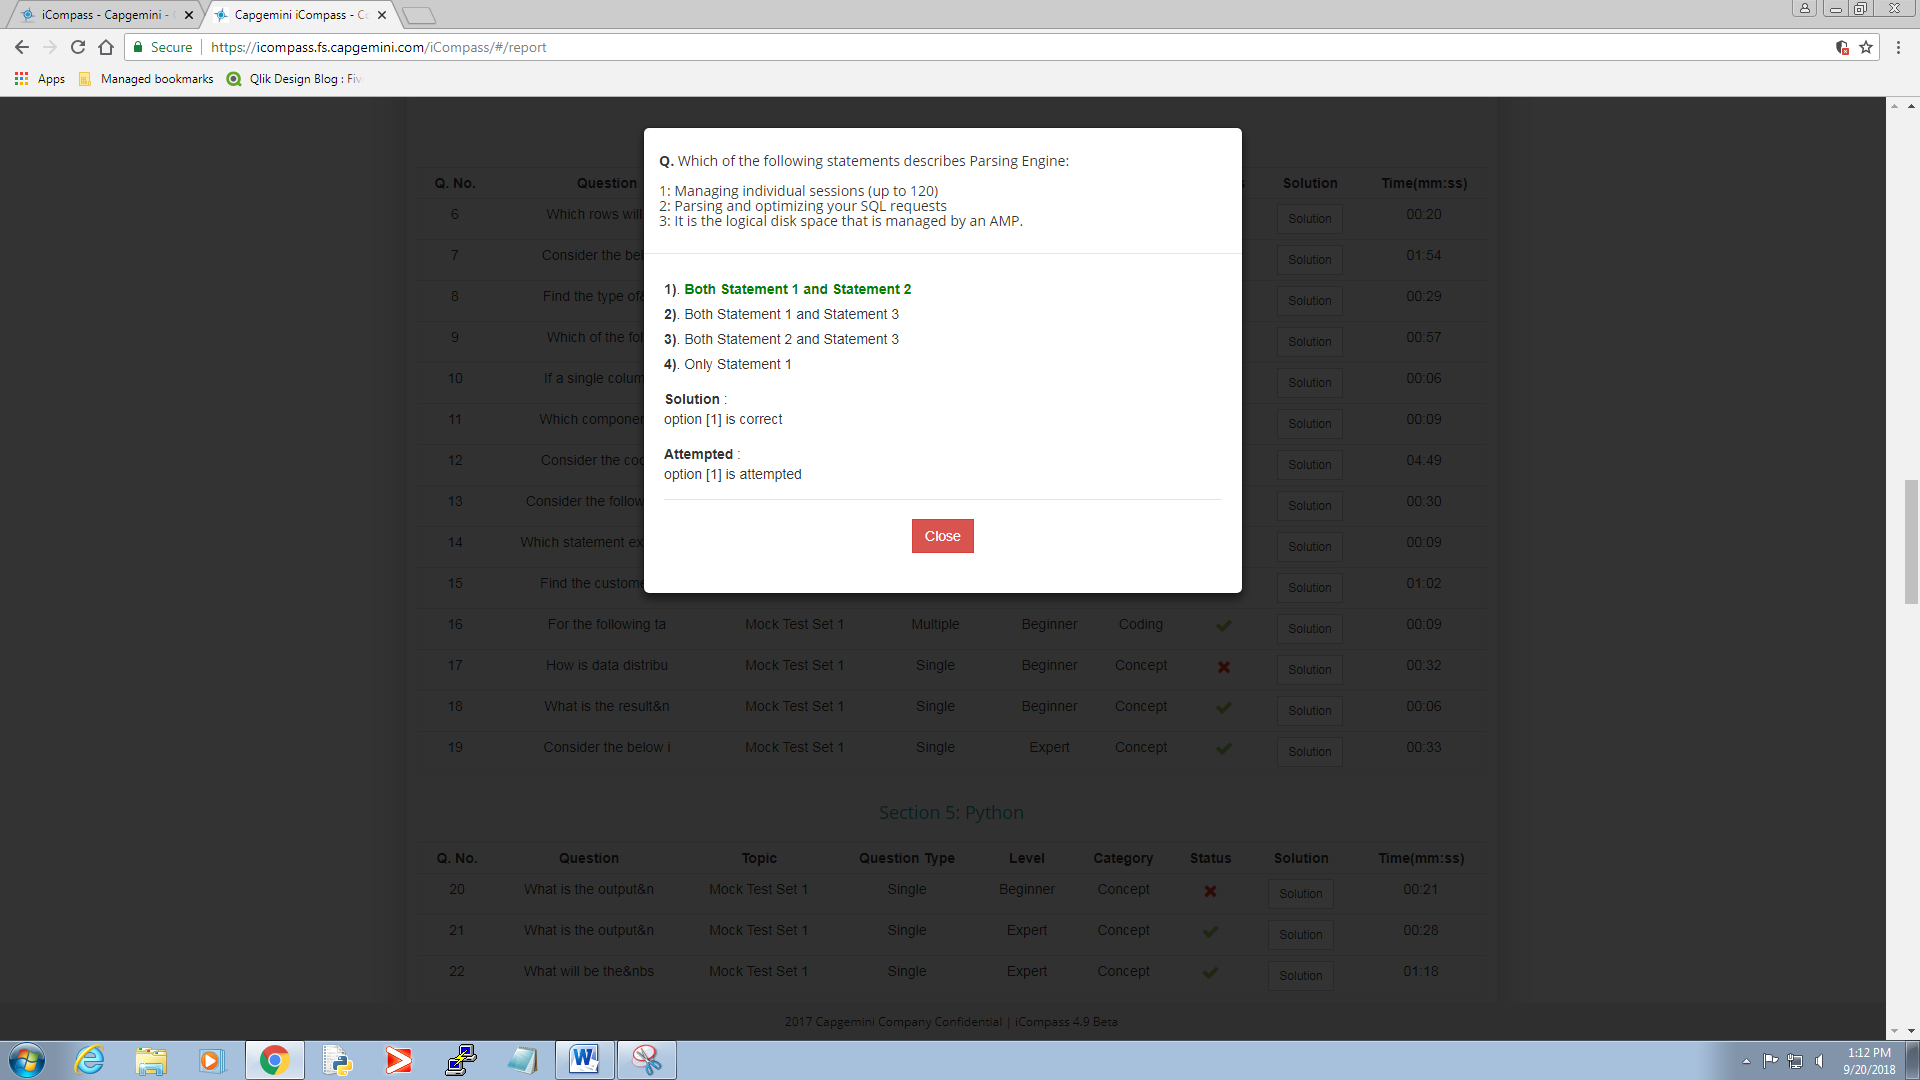 iCompass - Capgemini -
Capgemini iCompass - Co
Secure
https://icompass.fs.capgemini.com/iCompass/#/report
Apps
Managed bookmarks
Qlik Design Blog : Fiv
Q. Which of the following statements describes Parsing Engine:
1: Managing individual sessions (up to 120)
2: Parsing and optimizing your SQL requests
3: It is the logical disk space that is managed by an AMP.
1). Both Statement 1 and Statement 2
2). Both Statement 1 and Statement 3
3). Both Statement 2 and Statement 3
4). Only Statement 1
Solution :
option [1] is correct
Attempted :
option [1] is attempted
Close
Q. No. Question Solution Time(mm:ss)
6 Which rows will Solution 00:20
7 Consider the bel Solution 01:54
8 Find the type of& Solution 00:29
9 Which of the fol Solution 00:57
10 If a single colum Solution 00:06
11 Which componen Solution 00:09
12 Consider the cod Solution 04:49
13 Consider the follow Solution 00:30
14 Which statement ex Solution 00:09
15 Find the custome Solution 01:02
16 For the following ta Mock Test Set 1 Multiple Beginner Coding Solution 00:09
17 How is data distribu Mock Test Set 1 Single Beginner Concept Solution 00:32
18 What is the result&n Mock Test Set 1 Single Beginner Concept Solution 00:06
19 Consider the below i Mock Test Set 1 Single Expert Concept Solution 00:33
Section 5: Python
Q. No. Question Topic Question Type Level Category Status Solution Time(mm:ss)
20 What is the output&n Mock Test Set 1 Single Beginner Concept Solution 00:21
21 What is the output&n Mock Test Set 1 Single Expert Concept Solution 00:28
22 What will be the&nbs Mock Test Set 1 Single Expert Concept Solution 01:18
2017 Capgemini Company Confidential | iCompass 4.9 Beta
1:12 PM
9/20/2018